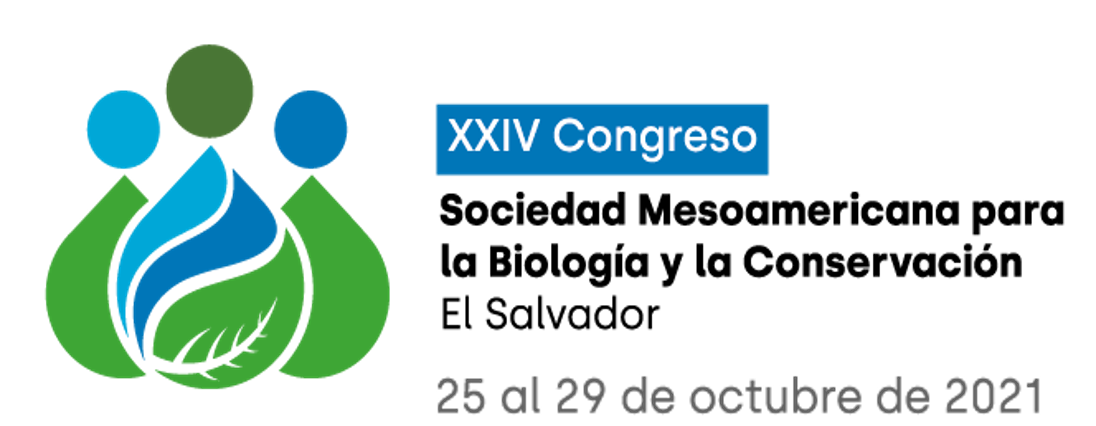 XXIV Congreso
Sociedad Mesoamericana para
la Biología y la Conservación
El Salvador
25 al 29 de octubre de 2021